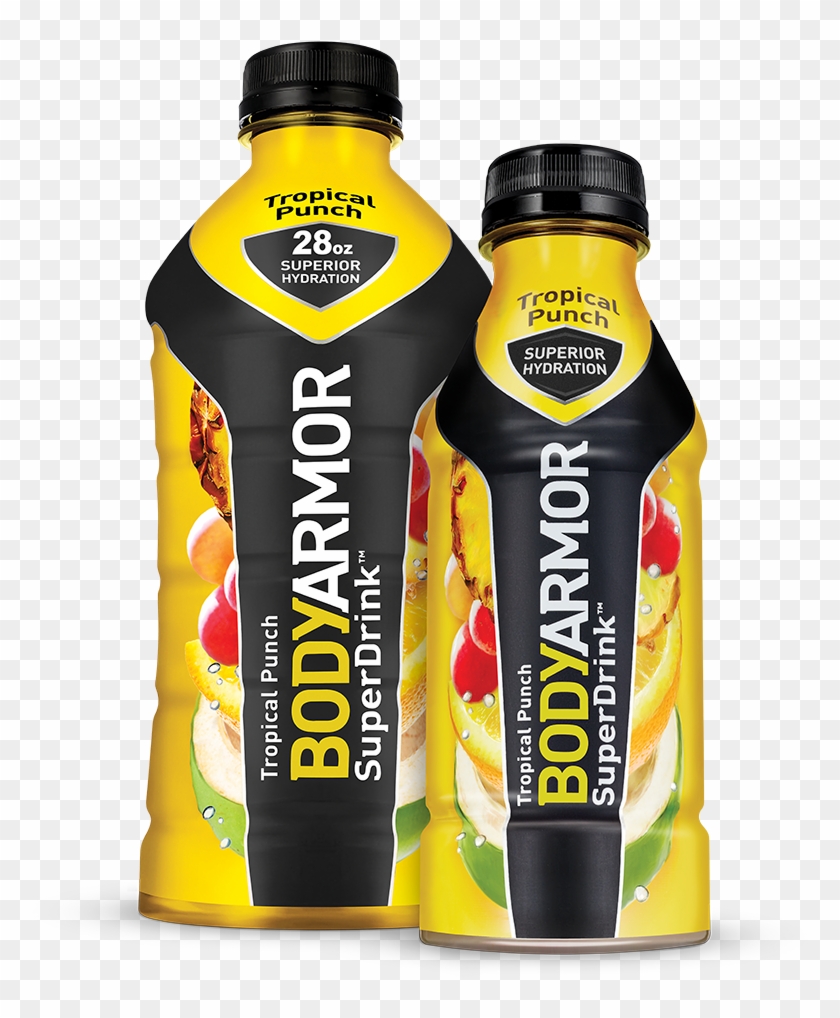 Tropical
Punch
28oz
SUPERIOR
HYDRATION
Tropical Punch
BODYARMOR
SuperDrink™
Tropical
Punch
SUPERIOR
HYDRATION
Tropical Punch
BODYARMOR
SuperDrink™